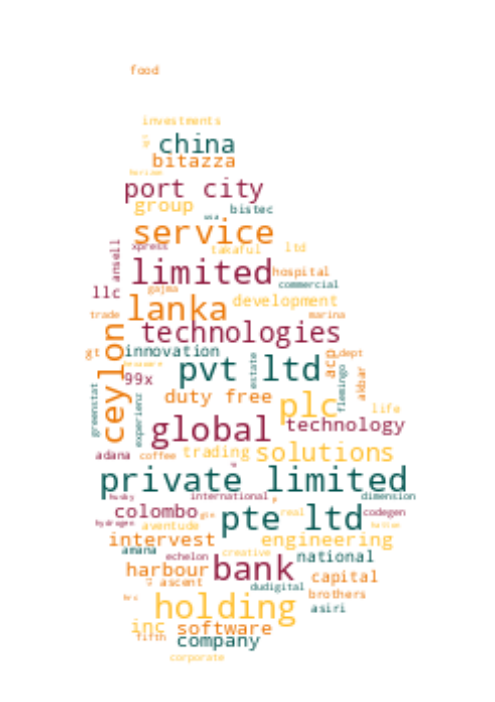 food
investments
china
bitazza
port city
group
bistec
service
xpress
takaful
ltd
ansell
limited
hospital
commercial
llc
gajma
lanka
development
trade
marina
technologies
ceylon
innovation
pvt ltd
estate
acp
dept
99x
duty free
plc
flemingo
akbar
life
greenstat
experienz
global
technology
adana
coffee
trading
solutions
private limited
husky
international
dimension
colombo
pte ltd
real
codegen
hydrogen
aventude
intervest
engineering
amana
echelon
creative
national
harbour
bank
capital
ascent
dudigital
brothers
holding
asiri
inc
software
fifth
company
corporate